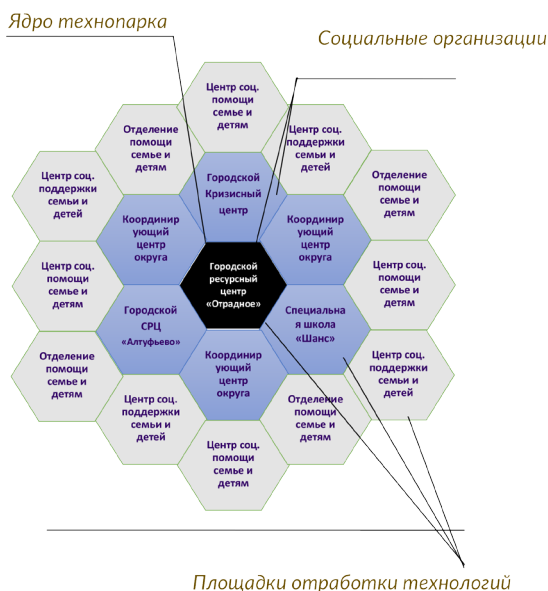 Ядро технопарка
Социальные организации
Центр соц.
помощи
семье и
детям
Отделение
помощи
семье и
детям
Центр соц.
поддержки
семьи и
детей
Центр соц.
поддержки
семьи и
детей
Городской
Кризисный
центр
Отделение
помощи
семье и
детям
Координир
ующий
центр
округа
Координир
ующий
центр
округа
Центр соц.
помощи
семье и
детям
Городской
ресурсный
центр
«Отрадное»
Центр соц.
помощи
семье и
детям
Городской
СРЦ
«Алтуфьево»
Специальна
я школа
«Шанс»
Отделение
помощи
семье и
детям
Координир
ующий
центр
округа
Центр соц.
поддержки
семьи и
детей
Центр соц.
поддержки
семьи и
детей
Отделение
помощи
семье и
детям
Центр соц.
помощи
семье и
детям
Площадки отработки технологий